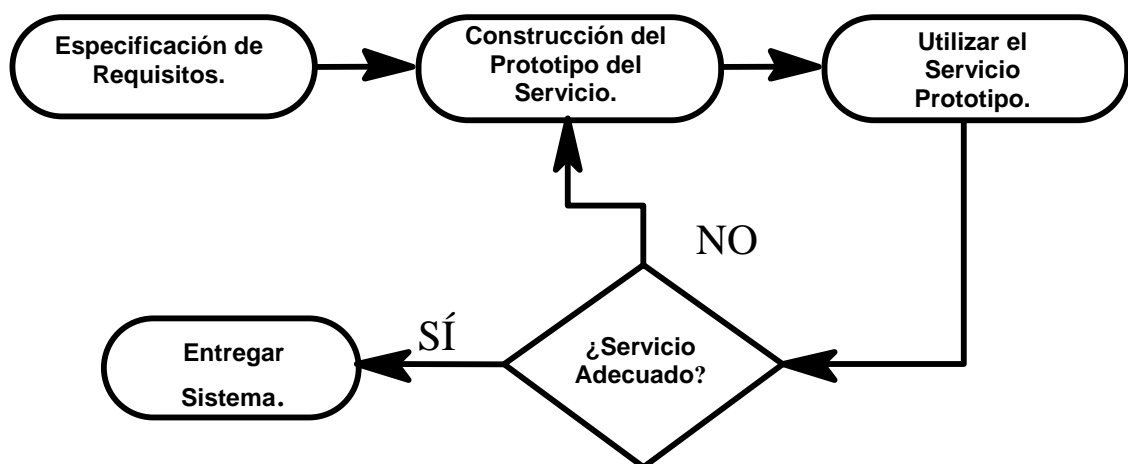 Especificación de
Requisitos.
Construcción del
Prototipo del
Servicio.
Utilizar el
Servicio
Prototipo.
NO
SÍ
¿Servicio
Adecuado?
Entregar
Sistema.